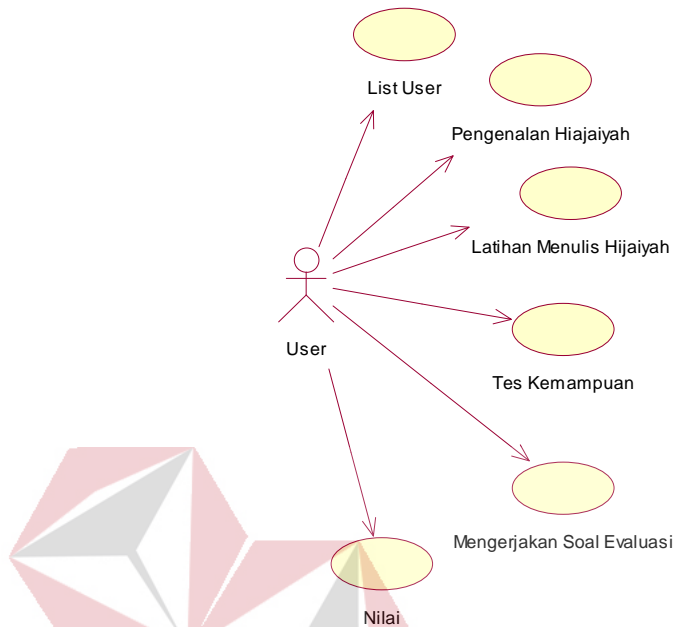 List User
Pengenalan Hiajaiyah
Latihan Menulis Hijaiyah
User
Tes Kemampuan
Mengerjakan Soal Evaluasi
Nilai